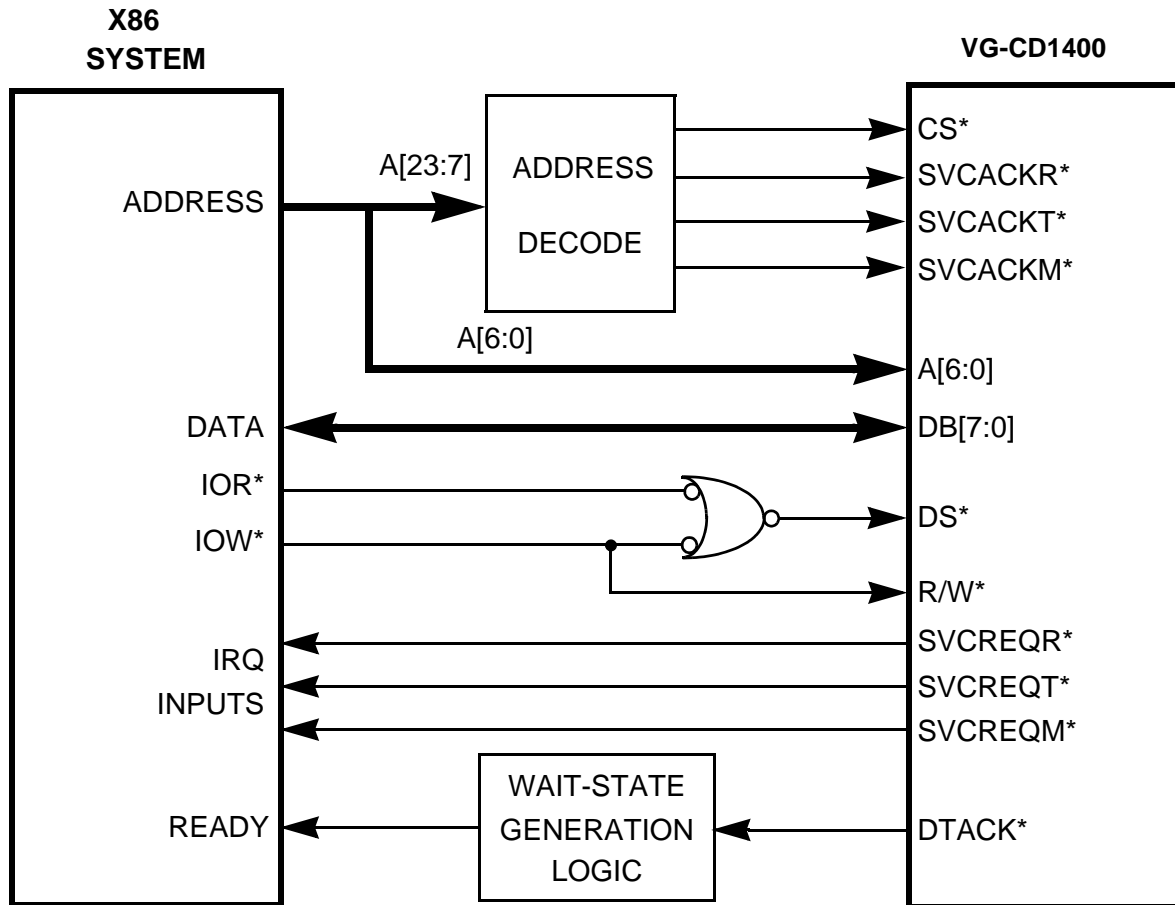 X86
SYSTEM
VG-CD1400
ADDRESS
A[23:7]
ADDRESS
DECODE
CS*
SVCACKR*
SVCACKT*
SVCACKM*
A[6:0]
A[6:0]
DATA
DB[7:0]
IOR*
IOW*
DS*
R/W*
IRQ
INPUTS
SVCREQR*
SVCREQT*
SVCREQM*
READY
WAIT-STATE
GENERATION
LOGIC
DTACK*